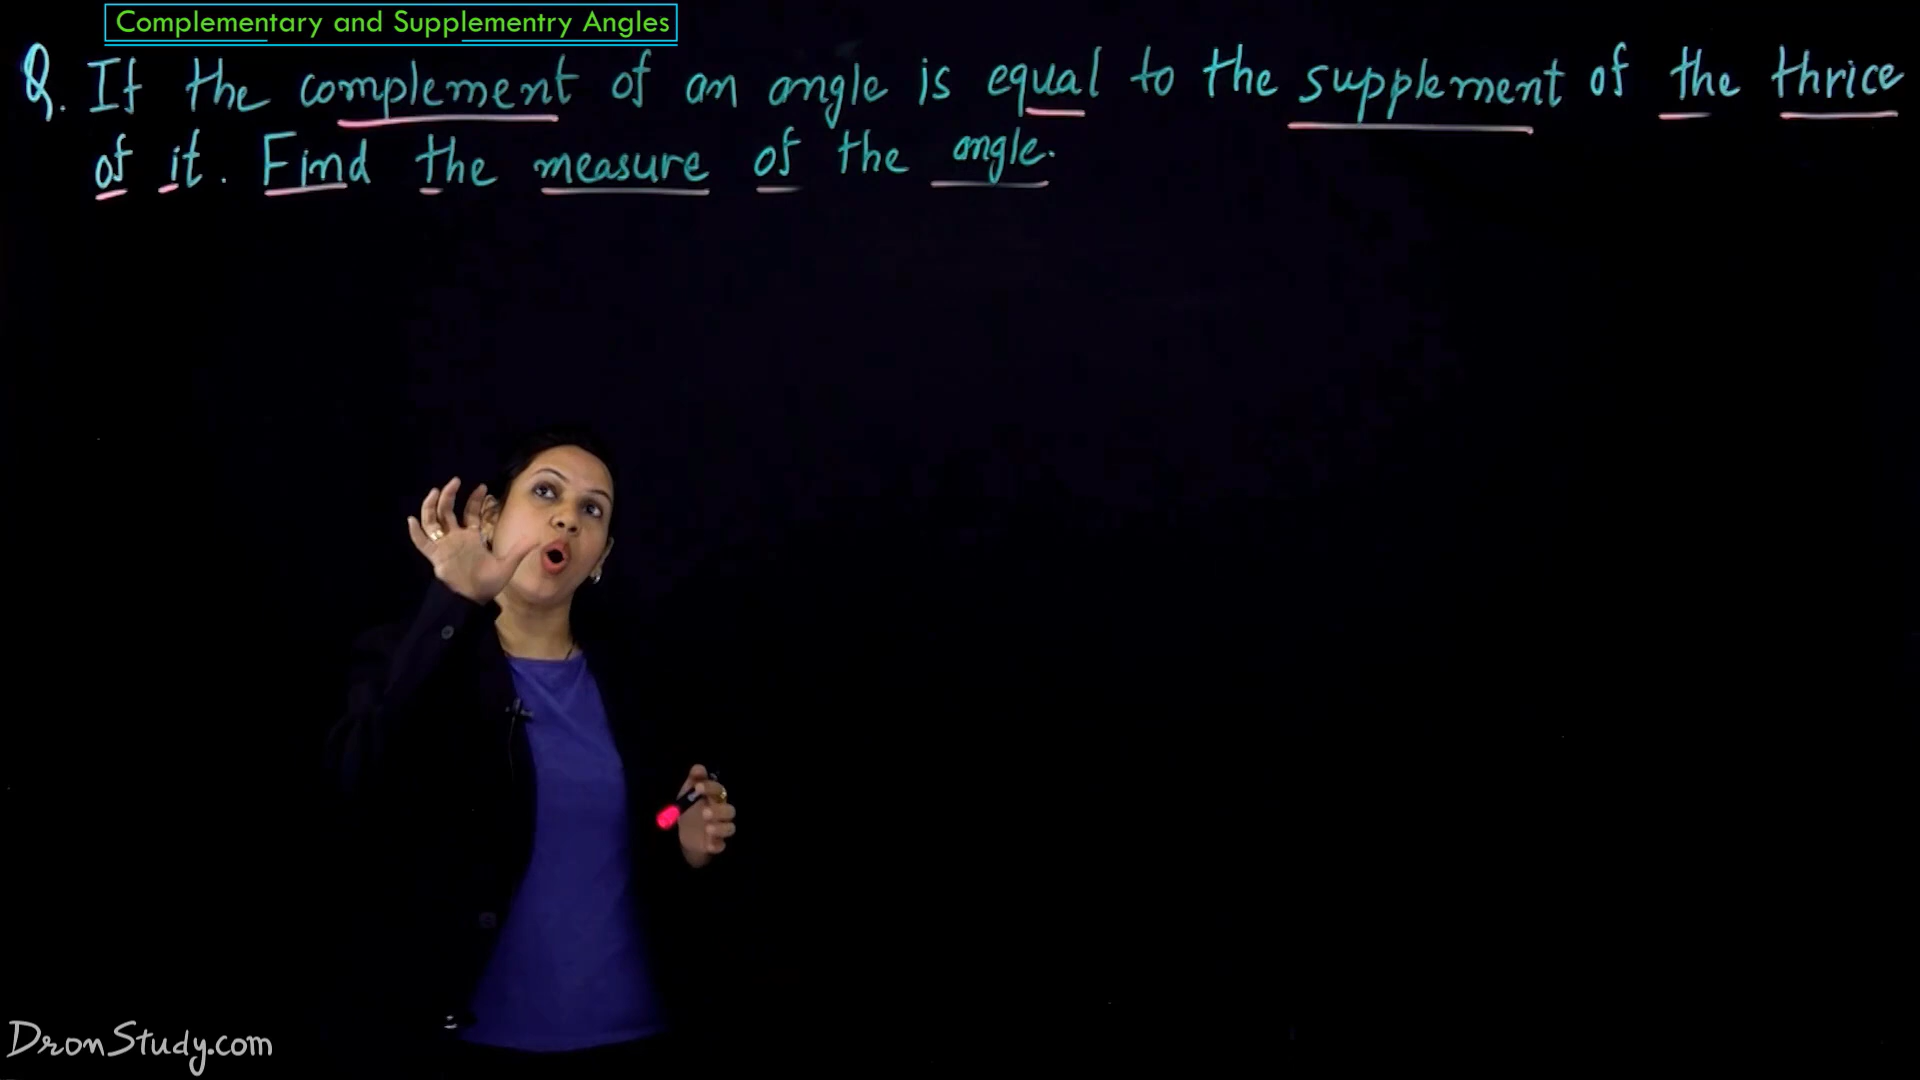 Complementary and Supplementry Angles
Q. If the complement of an angle is equal to the supplement of the thrice
of it. Find the measure of the angle.
DronStudy.com